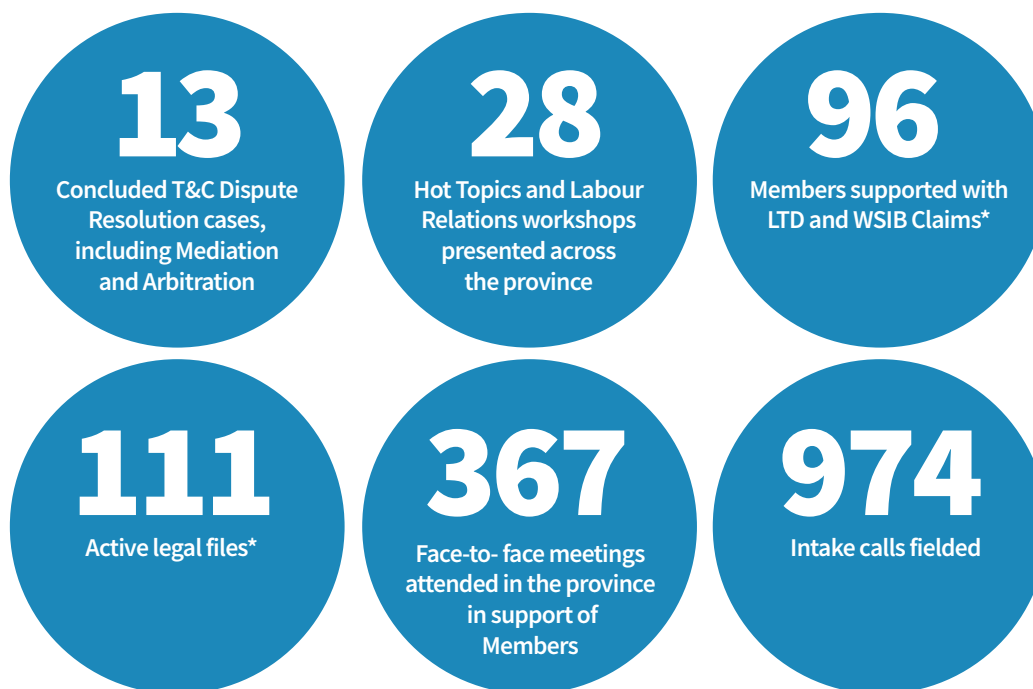 13
Concluded T&C Dispute
Resolution cases,
including Mediation
and Arbitration
28
Hot Topics and Labour
Relations workshops
presented across
the province
96
Members supported with
LTD and WSIB Claims*
111
Active legal files*
367
Face-to- face meetings
attended in the province
in support of
Members
974
Intake calls fielded